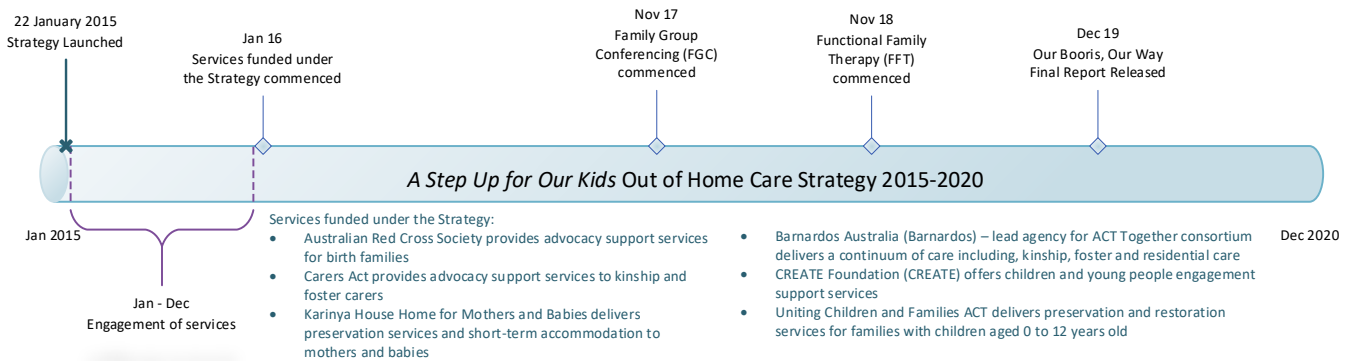 22 January 2015
Strategy Launched
Jan 16
Services funded under
the Strategy commenced
Nov 17
Family Group
Conferencing (FGC)
commenced
Nov 18
Functional Family
Therapy (FFT)
commenced
Dec 19
Our Booris, Our Way
Final Report Released
A Step Up for Our Kids Out of Home Care Strategy 2015-2020
Jan 2015
Dec 2020
Jan - Dec
Engagement of services
Services funded under the Strategy:
• Australian Red Cross Society provides advocacy support services
for birth families
• Carers Act provides advocacy support services to kinship and
foster carers
• Karinya House Home for Mothers and Babies delivers
preservation services and short-term accommodation to
mothers and babies
• Barnardos Australia (Barnardos) – lead agency for ACT Together consortium
delivers a continuum of care including, kinship, foster and residential care
• CREATE Foundation (CREATE) offers children and young people engagement
support services
• Uniting Children and Families ACT delivers preservation and restoration
services for families with children aged 0 to 12 years old